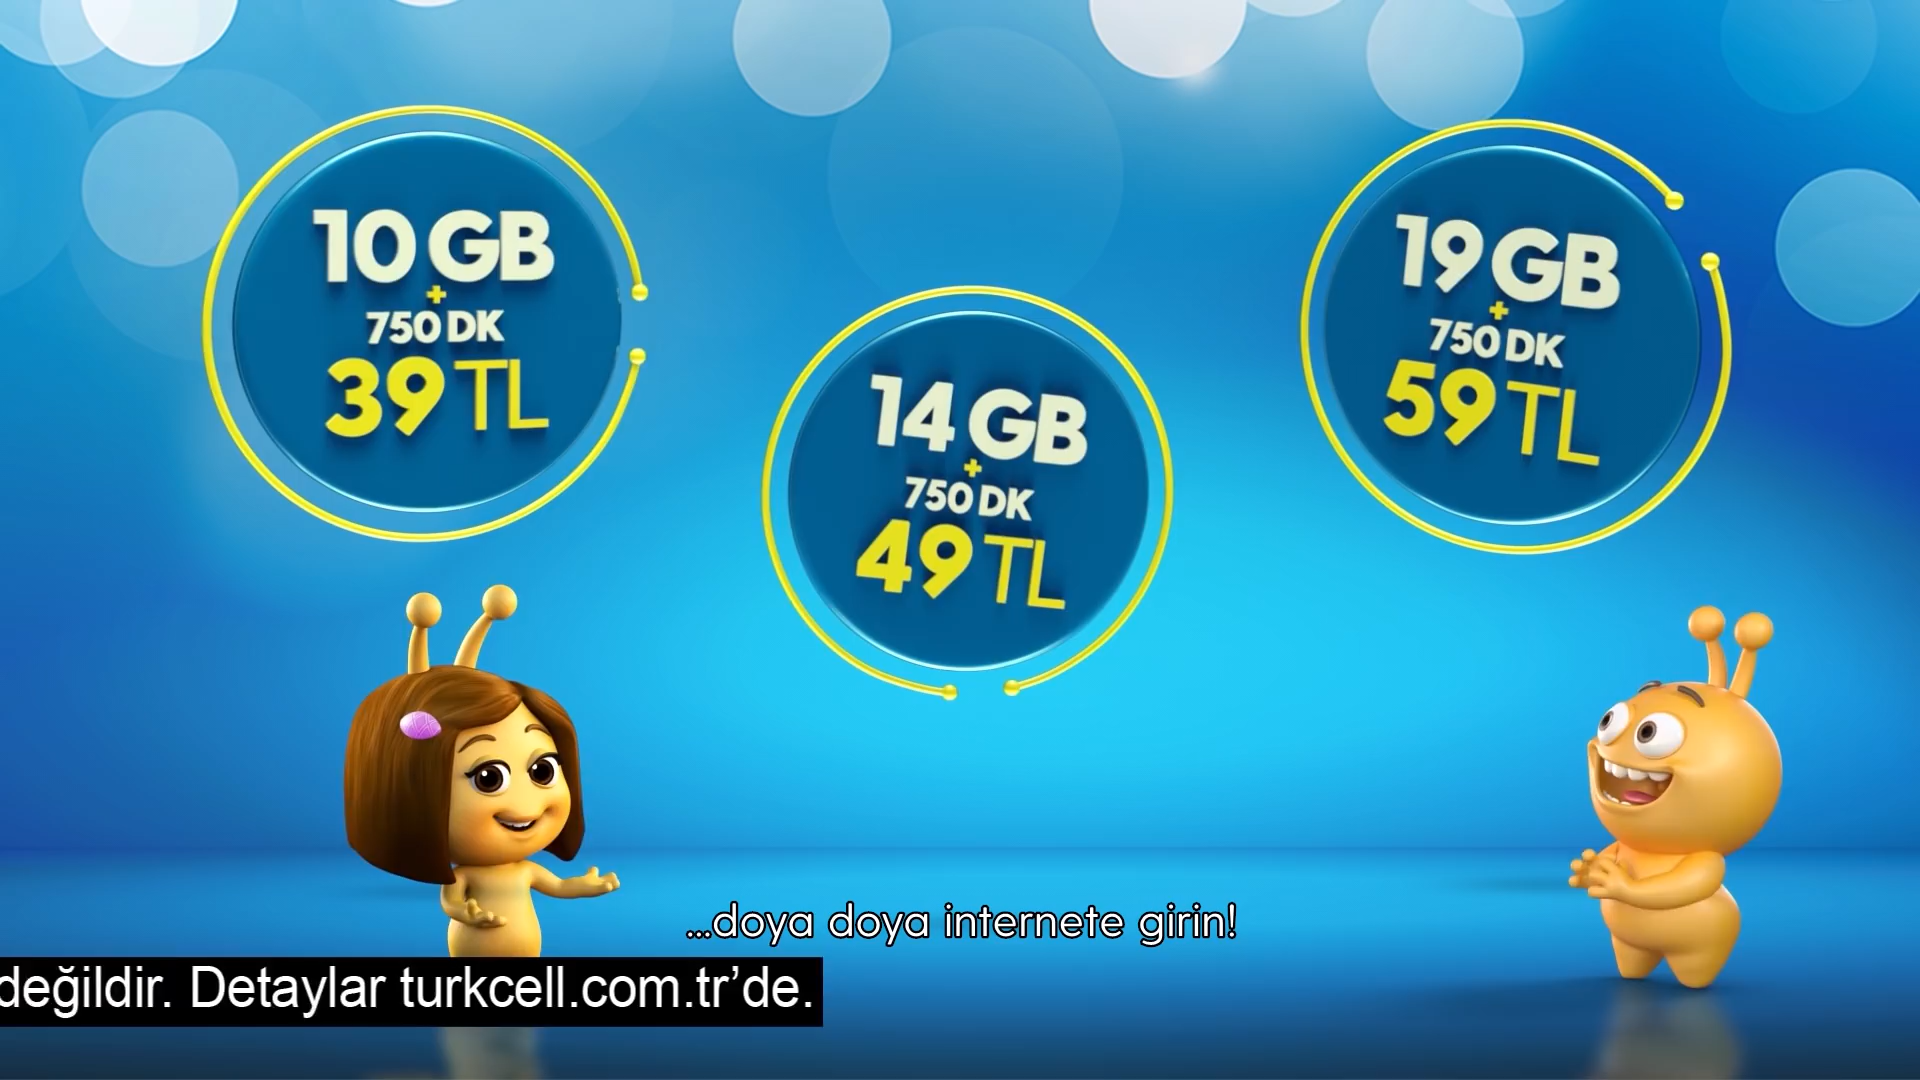 10 GB
+
750 DK
39 TL
14 GB
+
750 DK
49 TL
19 GB
+
750 DK
59 TL
...doya doya internete girin!
değildir. Detaylar turkcell.com.tr’de.